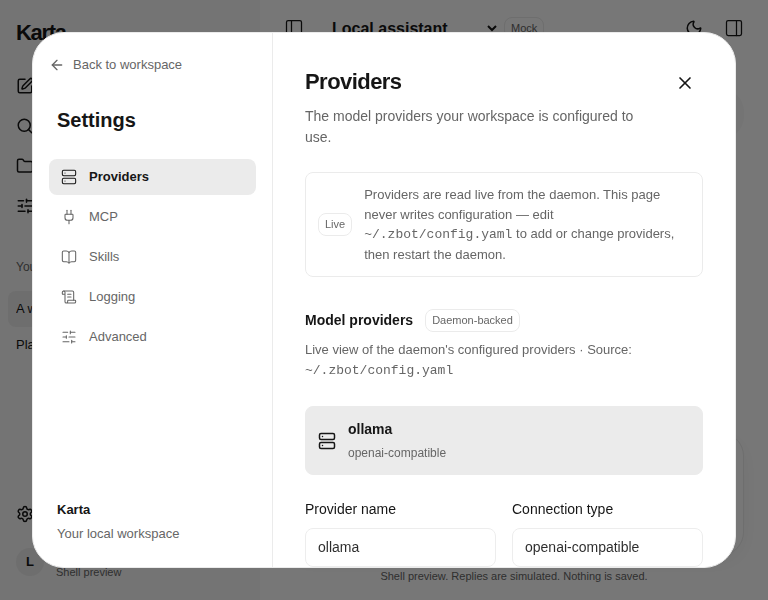 Karta
Local assistant
Mock
Back to workspace
Settings
Providers
MCP
Skills
Logging
Advanced
Karta
Your local workspace
Providers
The model providers your workspace is configured to
use.
Live
Providers are read live from the daemon. This page
never writes configuration — edit
~/.zbot/config.yaml to add or change providers,
then restart the daemon.
Model providers
Daemon-backed
Live view of the daemon's configured providers · Source:
~/.zbot/config.yaml
ollama
openai-compatible
Provider name
Connection type
ollama
openai-compatible
L
Shell preview
Shell preview. Replies are simulated. Nothing is saved.